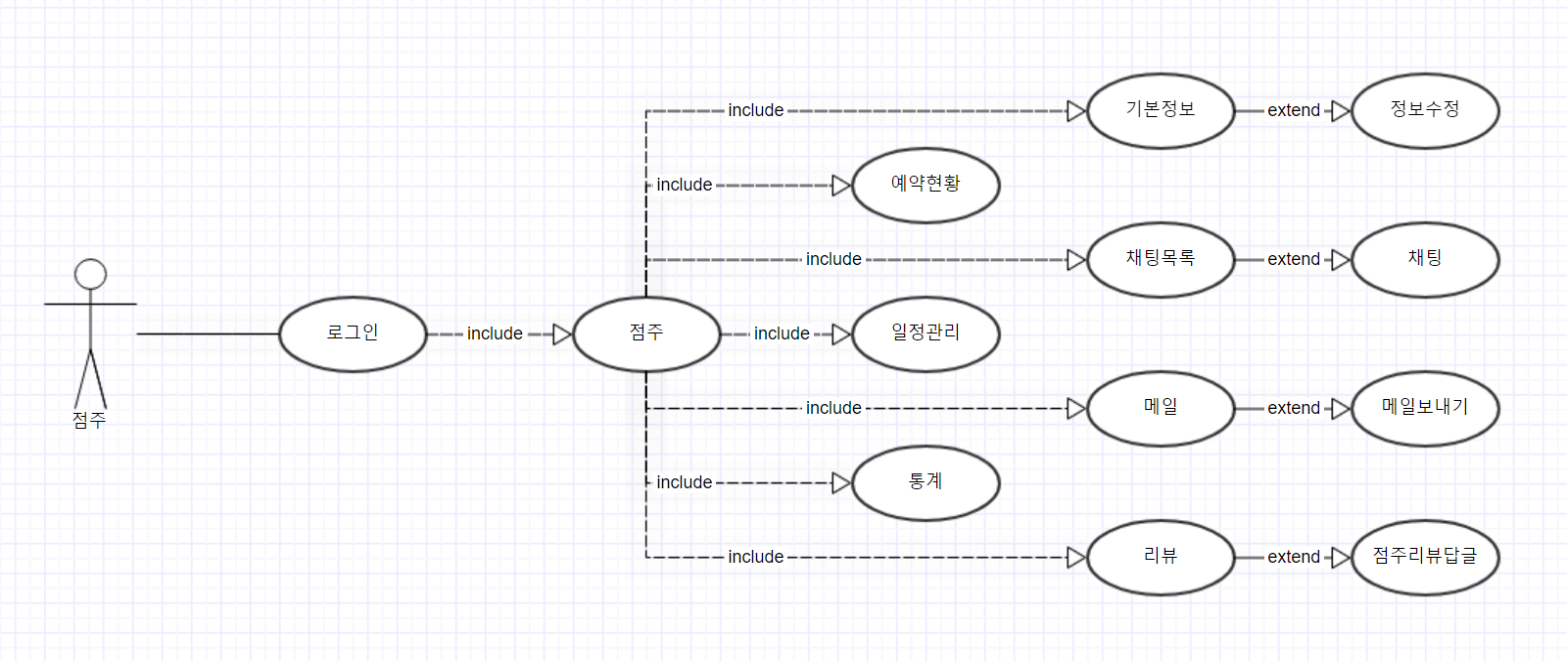 include
기본정보
extend
정보수정
include
예약현황
include
채팅목록
extend
채팅
점주
로그인
include
점주
include
일정관리
include
메일
extend
메일보내기
include
통계
include
리뷰
extend
점주리뷰답글